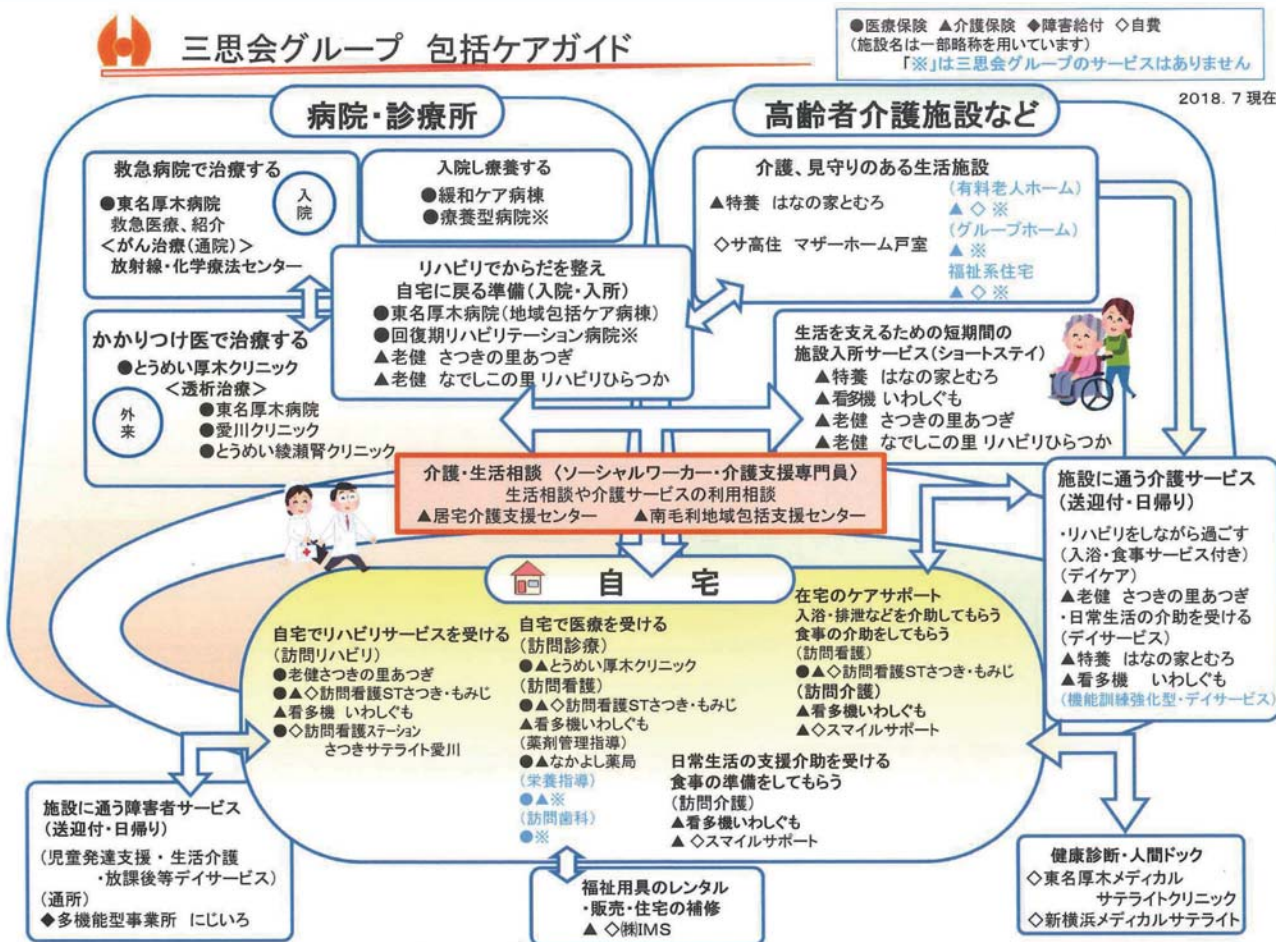 三思会グループ 包括ケアガイド
●医療保険 ▲介護保険 ◆障害給付 ◇自費
(施設名は一部略称を用いています)
「※」は三思会グループのサービスはありません
2018.7 現在
病院・診療所
救急病院で治療する
入院
●東名厚木病院
救急医療、紹介
<がん治療(通院)>
放射線・化学療法センター
入院し療養する
●緩和ケア病棟
●療養型病院※
リハビリでからだを整え
自宅に戻る準備(入院・入所)
●東名厚木病院(地域包括ケア病棟)
●回復期リハビリテーション病院※
▲老健 さつきの里あつぎ
▲老健 なでしこの里 リハビリひらつか
かかりつけ医で治療する
●とうめい厚木クリニック
<透析治療>
外来
●東名厚木病院
●愛川クリニック
●とうめい綾瀬腎クリニック
高齢者介護施設など
介護、見守りのある生活施設
▲特養 はなの家とむろ
◇サ高住 マザーホーム戸室
(有料老人ホーム)
▲ ◇ ※
(グループホーム)
▲ ※
福祉系住宅
▲ ◇ ※
生活を支えるための短期間の
施設入所サービス(ショートステイ)
▲特養 はなの家とむろ
▲看多機 いわしぐも
▲老健 さつきの里あつぎ
▲老健 なでしこの里 リハビリひらつか
介護・生活相談 〈ソーシャルワーカー・介護支援専門員〉
生活相談や介護サービスの利用相談
▲居宅介護支援センター ▲南毛利地域包括支援センター
施設に通う介護サービス
(送迎付・日帰り)
・リハビリをしながら過ごす
(入浴・食事サービス付き)
(デイケア)
▲老健 さつきの里あつぎ
・日常生活の介助を受ける
(デイサービス)
▲特養 はなの家とむろ
▲看多機 いわしぐも
(機能訓練強化型・デイサービス)
自 宅
自宅でリハビリサービスを受ける
(訪問リハビリ)
●老健さつきの里あつぎ
●▲◇訪問看護STさつき・もみじ
▲看多機 いわしぐも
●◇訪問看護ステーション
さつきサテライト愛川
自宅で医療を受ける
(訪問診療)
●▲とうめい厚木クリニック
(訪問看護)
●▲◇訪問看護STさつき・もみじ
▲看多機いわしぐも
(薬剤管理指導)
●▲なかよし薬局
(栄養指導)
●▲※
(訪問歯科)
●※
在宅のケアサポート
入浴・排泄などを介助してもらう
食事の介助をしてもらう
(訪問看護)
●▲◇訪問看護STさつき・もみじ
(訪問介護)
▲看多機いわしぐも
▲◇スマイルサポート
日常生活の支援介助を受ける
食事の準備をしてもらう
(訪問介護)
▲看多機いわしぐも
▲ ◇スマイルサポート
施設に通う障害者サービス
(送迎付・日帰り)
(児童発達支援・生活介護
・放課後等デイサービス)
(通所)
◆多機能型事業所 にじいろ
福祉用具のレンタル
・販売・住宅の補修
▲ ◇㈱IMS
健康診断・人間ドック
◇東名厚木メディカル
サテライトクリニック
◇新横浜メディカルサテライト